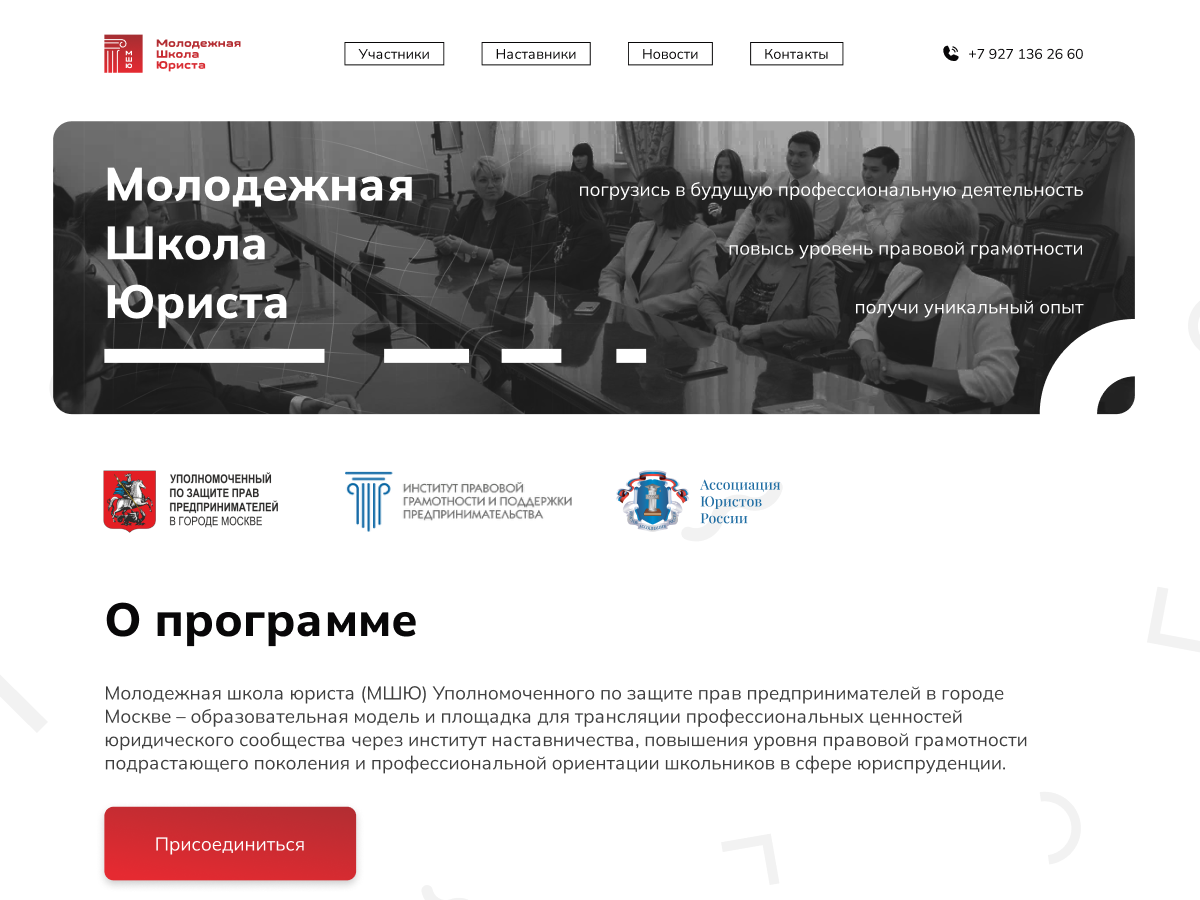 Молодежная
Школа
Юриста
Участники
Наставники
Новости
Контакты
+7 927 136 26 60
Молодежная
Школа
Юриста
погрузись в будущую профессиональную деятельность
повысь уровень правовой грамотности
получи уникальный опыт
УПОЛНОМОЧЕННЫЙ
ПО ЗАЩИТЕ ПРАВ
ПРЕДПРИНИМАТЕЛЕЙ
В ГОРОДЕ МОСКВЕ
ИНСТИТУТ ПРАВОВОЙ
ГРАМОТНОСТИ И ПОДДЕРЖКИ
ПРЕДПРИНИМАТЕЛЬСТВА
Ассоциация
Юристов
России
О программе
Молодежная школа юриста (МШЮ) Уполномоченного по защите прав предпринимателей в городе
Москве – образовательная модель и площадка для трансляции профессиональных ценностей
юридического сообщества через институт наставничества, повышения уровня правовой грамотности
подрастающего поколения и профессиональной ориентации школьников в сфере юриспруденции.
Присоединиться